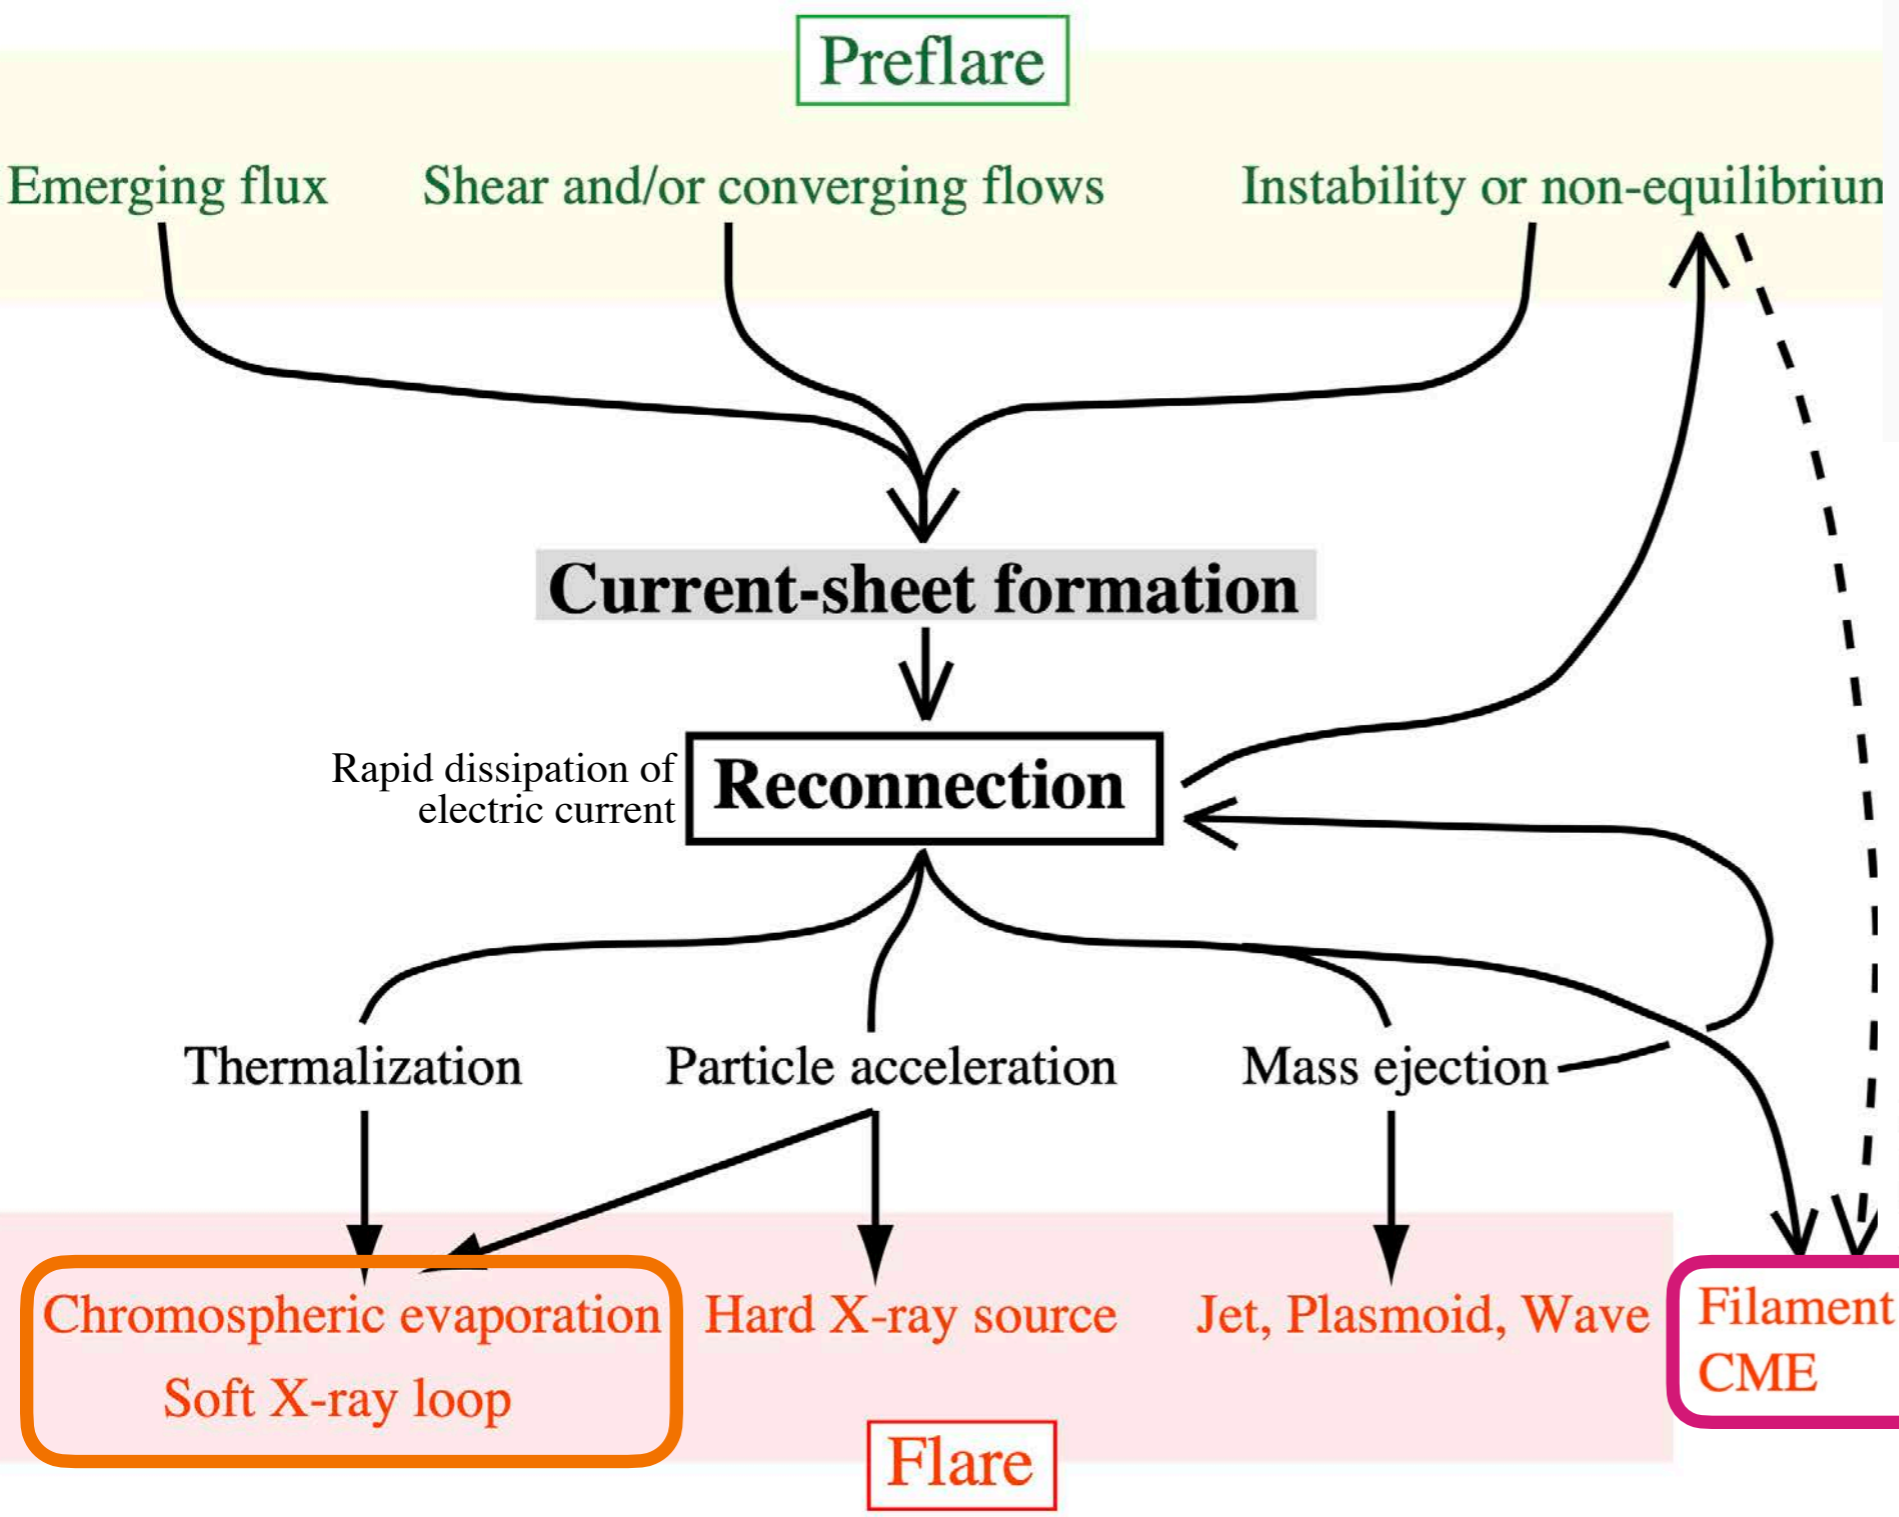 Preflare
Emerging flux
Shear and/or converging flows
Instability or non-equilibriun
Current-sheet formation
Rapid dissipation of
electric current
Reconnection
Thermalization
Particle acceleration
Mass ejection
Chromospheric evaporation
Soft X-ray loop
Hard X-ray source
Jet, Plasmoid, Wave
Filament
CME
Flare